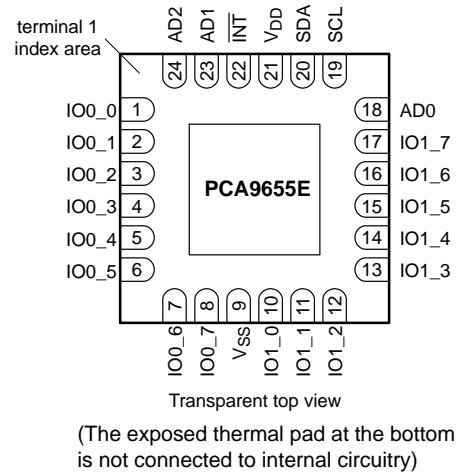 terminal 1
index area
AD2
AD1
INT
VDD
SDA
SCL
24
23
22
21
20
19
IO0_0 1
IO0_1 2
IO0_2 3
IO0_3 4
IO0_4 5
IO0_5 6
PCA9655E
18 AD0
17 IO1_7
16 IO1_6
15 IO1_5
14 IO1_4
13 IO1_3
7
8
9
10
11
12
IO0_6
IO0_7
VSS
IO1_0
IO1_1
IO1_2
Transparent top view
(The exposed thermal pad at the bottom
is not connected to internal circuitry)